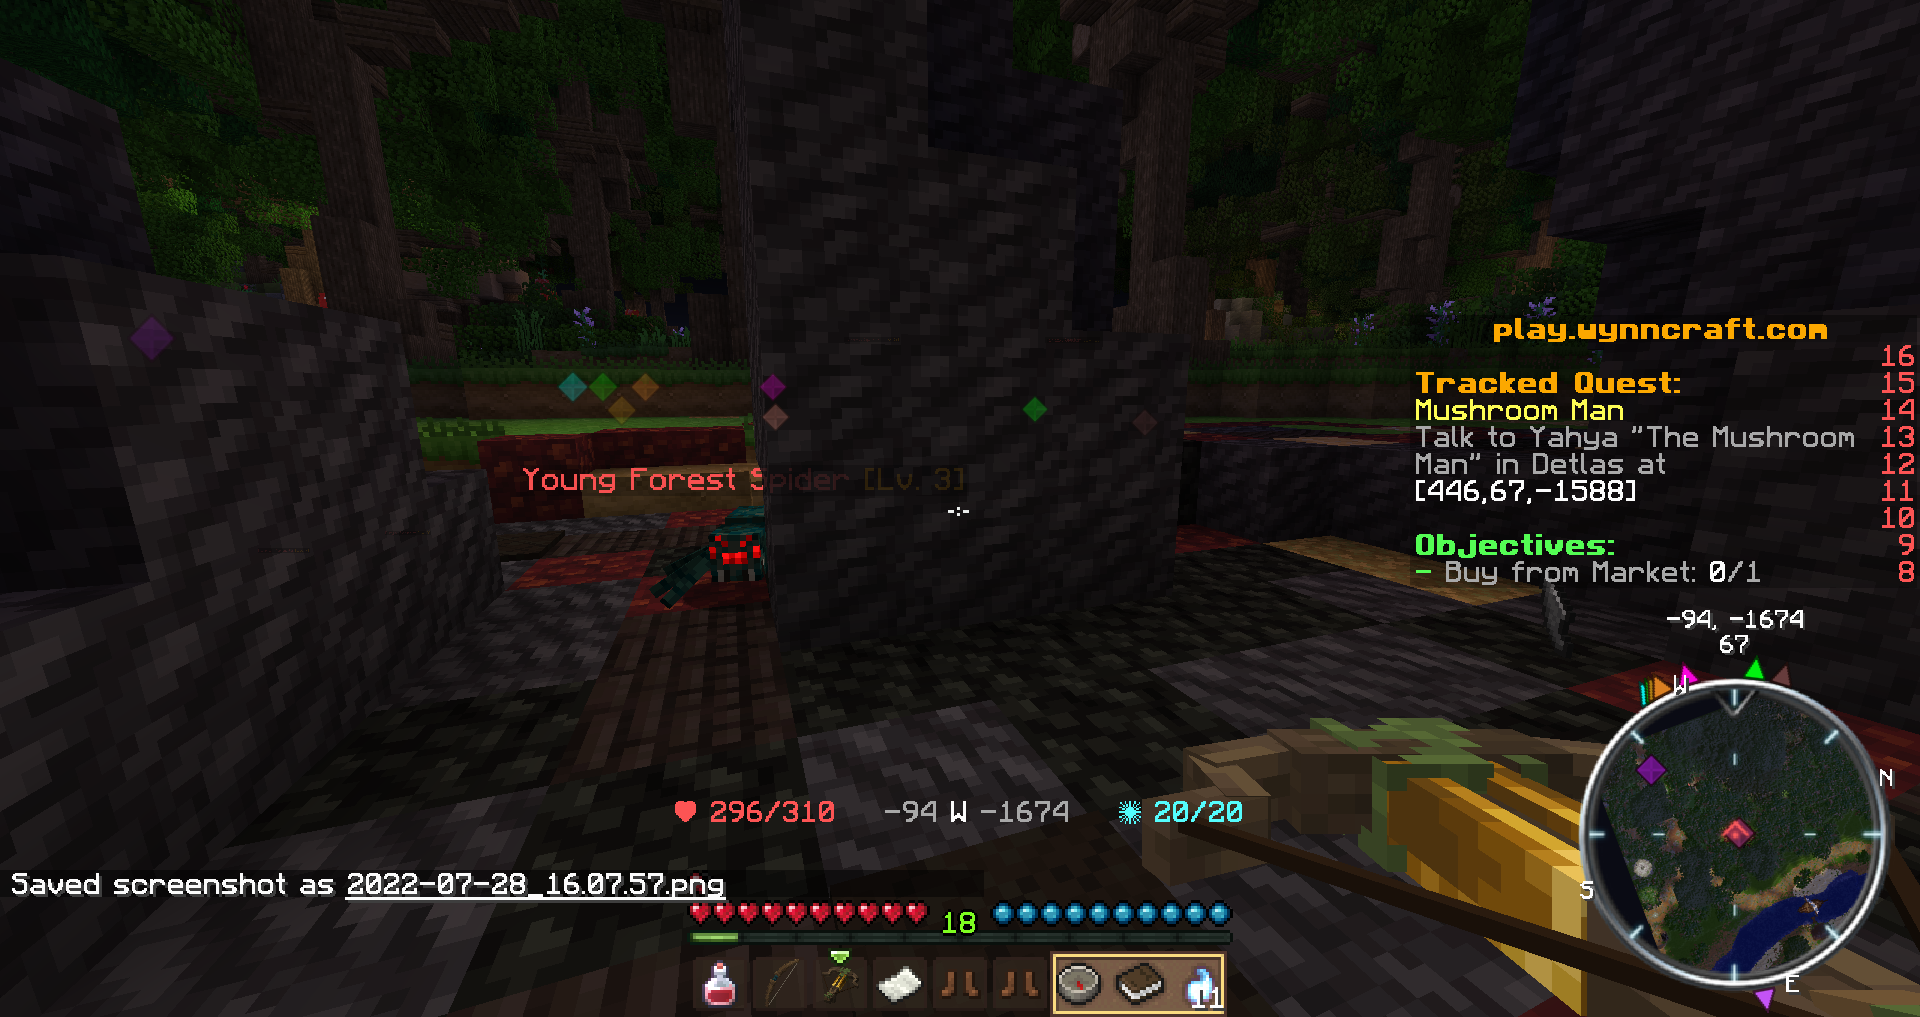 play.wynncraft.com
16
Tracked Quest: 15
Mushroom Man 14
Talk to Yahya "The Mushroom 13
Man" in Detlas at 12
[446,67,-1588] 11
10
Objectives: 9
- Buy from Market: 0/1 8
Young Forest Spider [Lv. 3]
-94, -1674
67
W
N
S
E
296/310 -94 W -1674 20/20
Saved screenshot as 2022-07-28_16.07.57.png
18
11